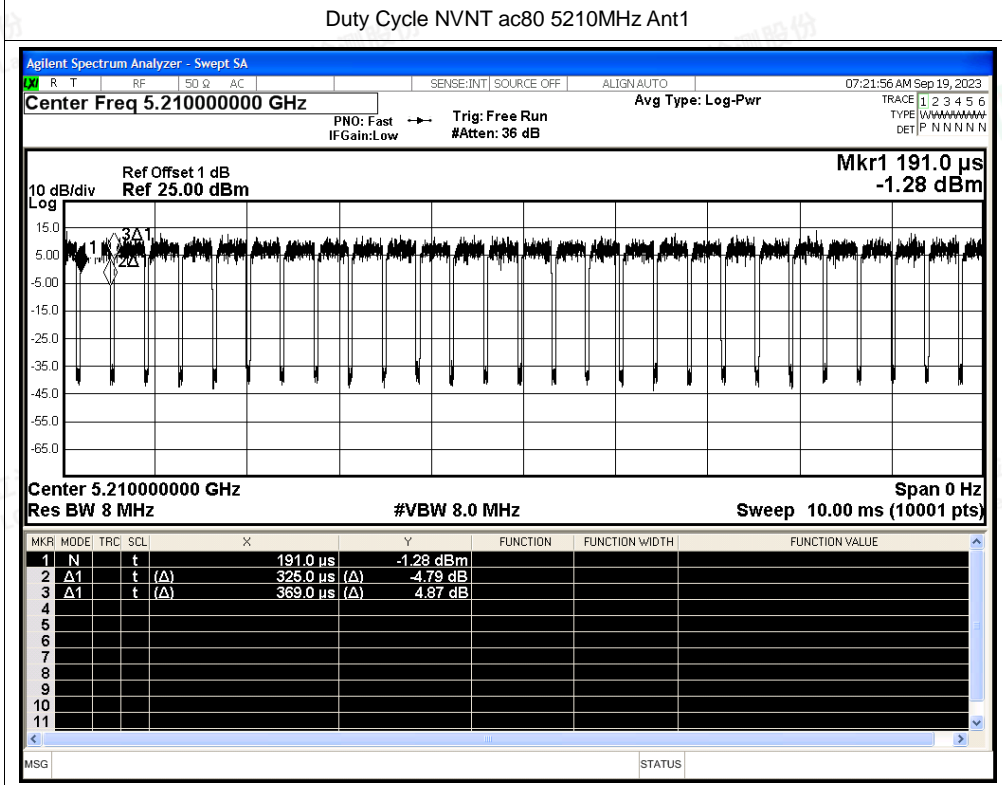 Duty Cycle NVNT ac80 5210MHz Ant1
Agilent Spectrum Analyzer - Swept SA
LXI R T RF 50 Ω AC SENSE:INT SOURCE OFF ALIGN AUTO 07:21:56 AM Sep 19, 2023
Center Freq 5.210000000 GHz
Avg Type: Log-Pwr
TRACE 1 2 3 4 5 6
PNO: Fast Trig: Free Run
TYPE
IFGain:Low #Atten: 36 dB
DET P N N N N N
Mkr1 191.0 µs
Ref Offset 1 dB
10 dB/div Ref 25.00 dBm
-1.28 dBm
Log
15.0
3Δ1
1
5.00
2Δ
-5.00
-15.0
-25.0
-35.0
-45.0
-55.0
-65.0
Center 5.210000000 GHz Span 0 Hz
Res BW 8 MHz #VBW 8.0 MHz Sweep 10.00 ms (10001 pts)
MKR MODE TRC SCL X Y FUNCTION FUNCTION WIDTH FUNCTION VALUE
1 N t 191.0 µs -1.28 dBm
2 Δ1 t (Δ) 325.0 µs (Δ) -4.79 dB
3 Δ1 t (Δ) 369.0 µs (Δ) 4.87 dB
4
5
6
7
8
9
10
11
MSG STATUS